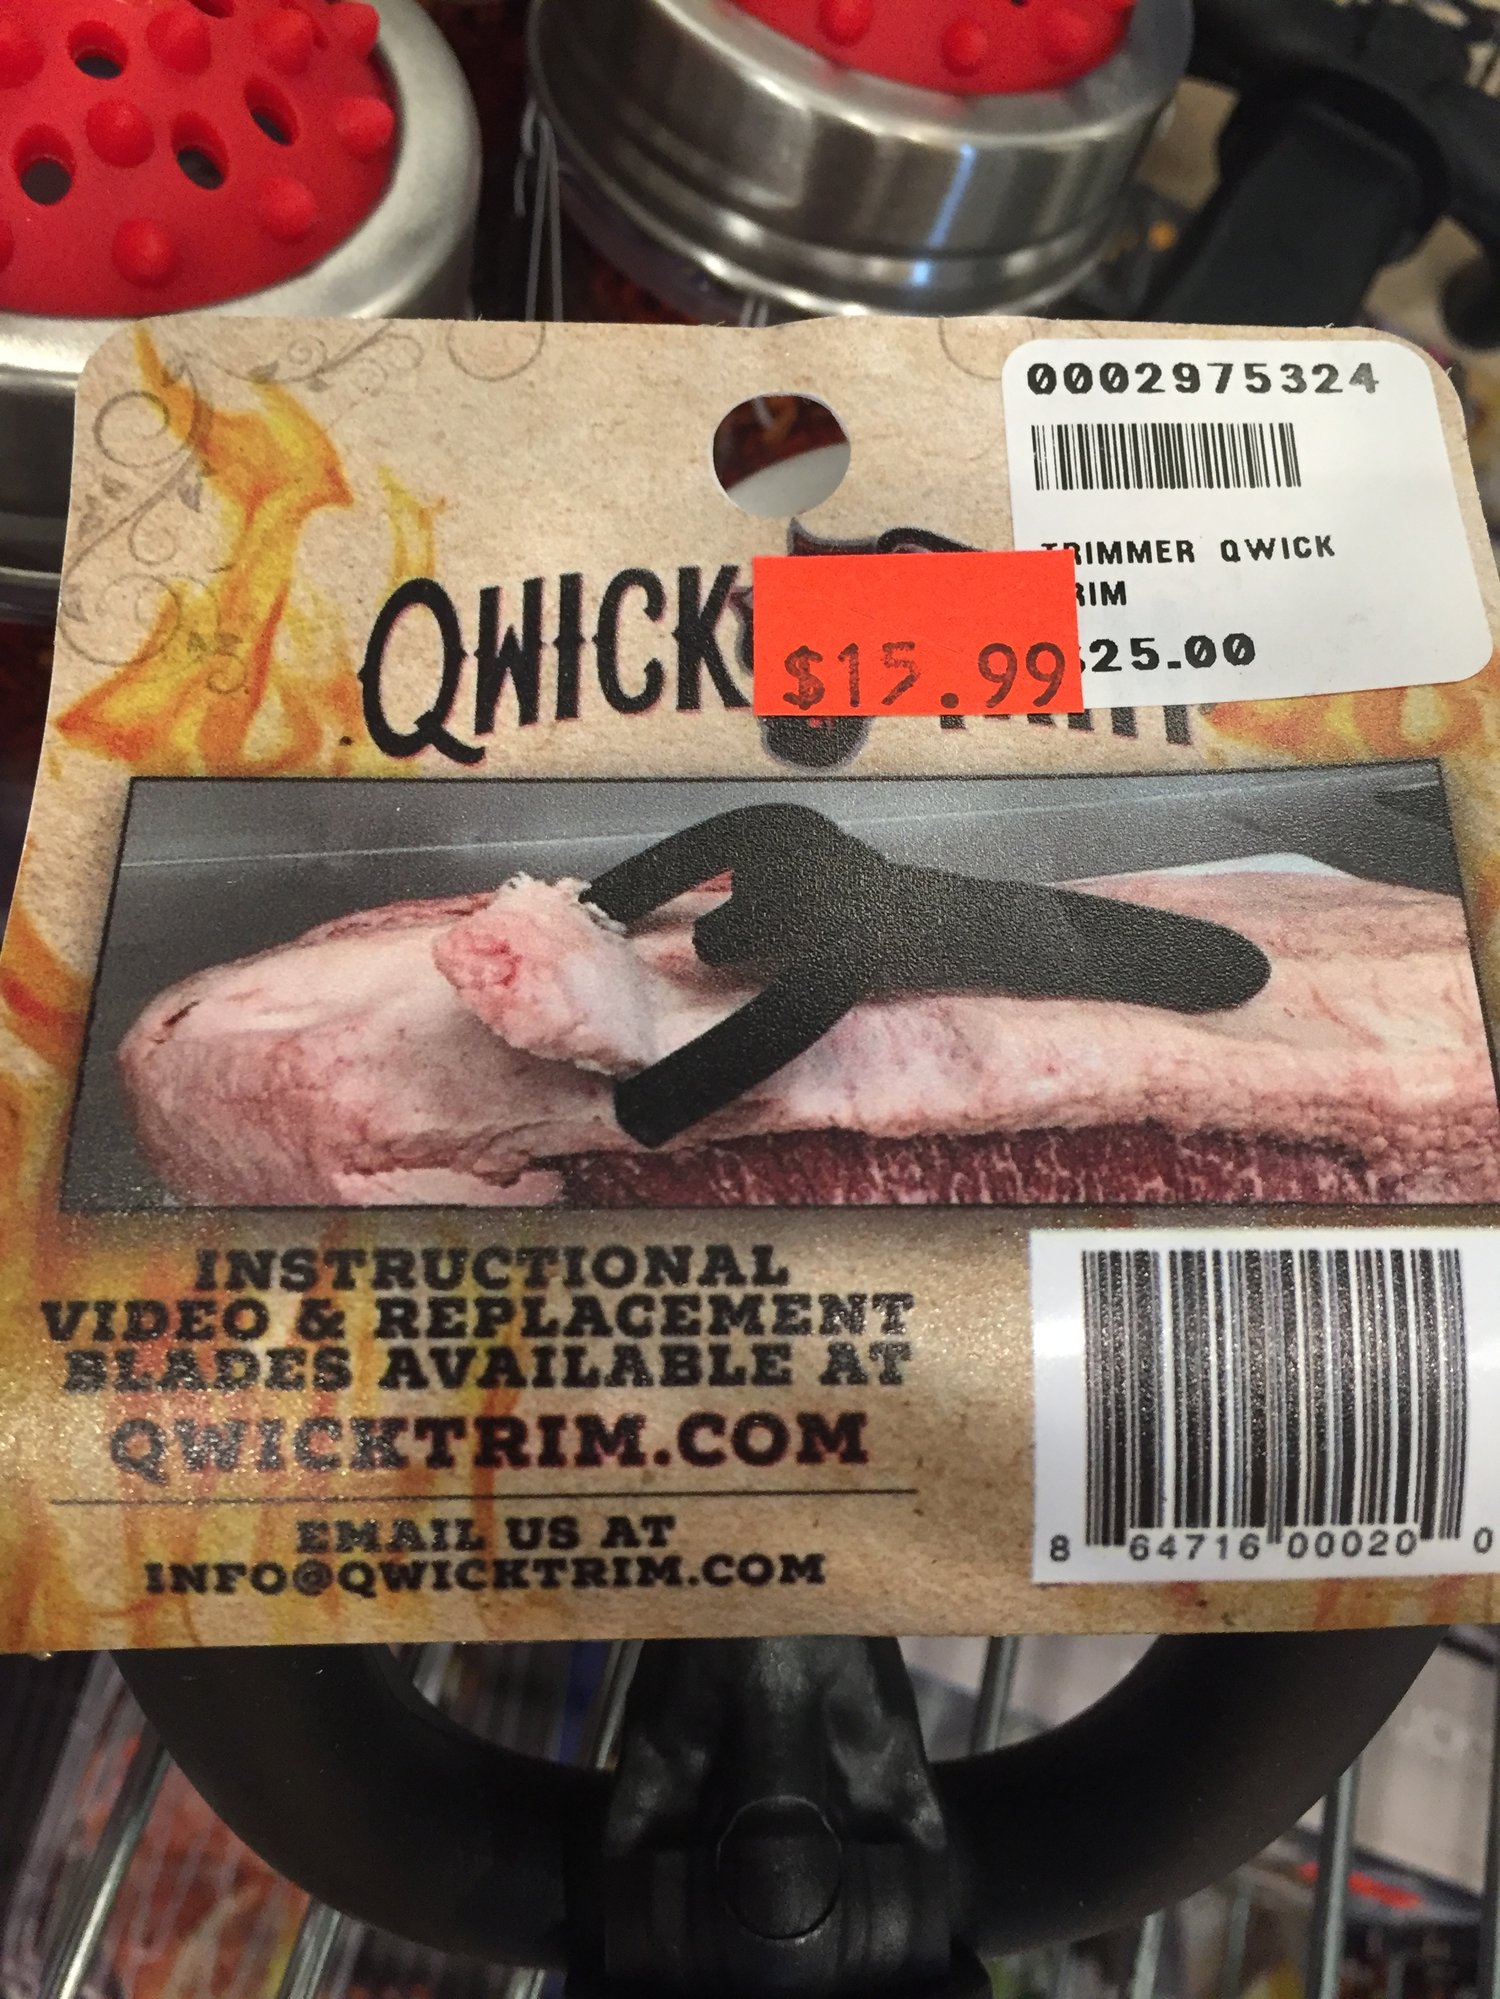 0002975324
TRIMMER QWICK
RIM
$25.00
QWICK
$15.99
INSTRUCTIONAL
VIDEO & REPLACEMENT
BLADES AVAILABLE AT
QWICKTRIM.COM
EMAIL US AT
INFO@QWICKTRIM.COM
8 64716 00020 0